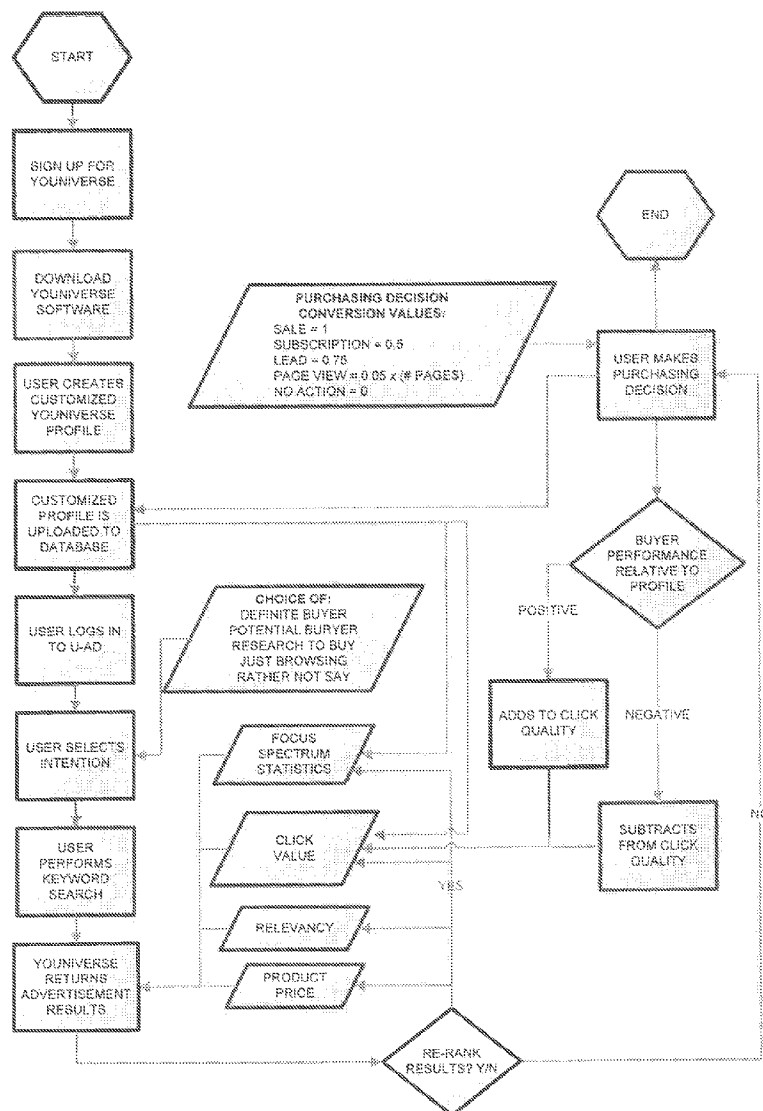 START
SIGN UP FOR
YOUNIVERSE
DOWNLOAD
YOUNIVERSE
SOFTWARE
USER CREATES
CUSTOMIZED
YOUNIVERSE
PROFILE
CUSTOMIZED
PROFILE IS
UPLOADED TO
DATABASE
USER LOGS IN
TO U-AD
USER SELECTS
INTENTION
USER
PERFORMS
KEYWORD
SEARCH
YOUNIVERSE
RETURNS
ADVERTISEMENT
RESULTS
PURCHASING DECISION
CONVERSION VALUES:
SALE = 1
SUBSCRIPTION = 0.5
LEAD = 0.75
PAGE VIEW = 0.05 x (# PAGES)
NO ACTION = 0
CHOICE OF:
DEFINITE BUYER
POTENTIAL BURYER
RESEARCH TO BUY
JUST BROWSING
RATHER NOT SAY
FOCUS
SPECTRUM
STATISTICS
CLICK
VALUE
RELEVANCY
PRODUCT
PRICE
YES
RE-RANK
RESULTS? Y/N
END
USER MAKES
PURCHASING
DECISION
BUYER
PERFORMANCE
RELATIVE TO
PROFILE
POSITIVE
NEGATIVE
ADDS TO CLICK
QUALITY
SUBTRACTS
FROM CLICK
QUALITY
NO